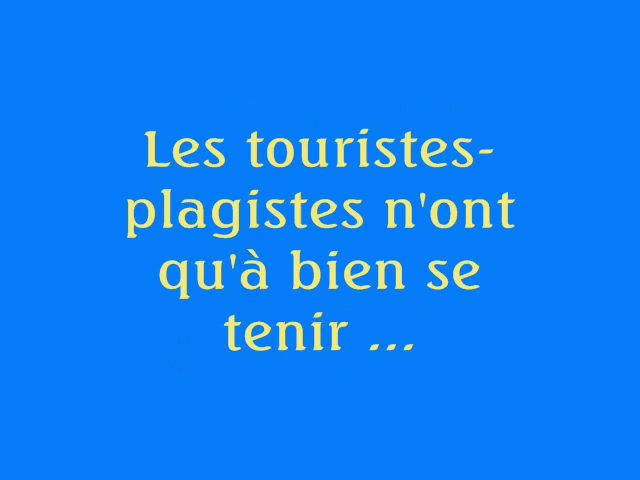 Les touristes-
plagistes n'ont
qu'à bien se
tenir ...